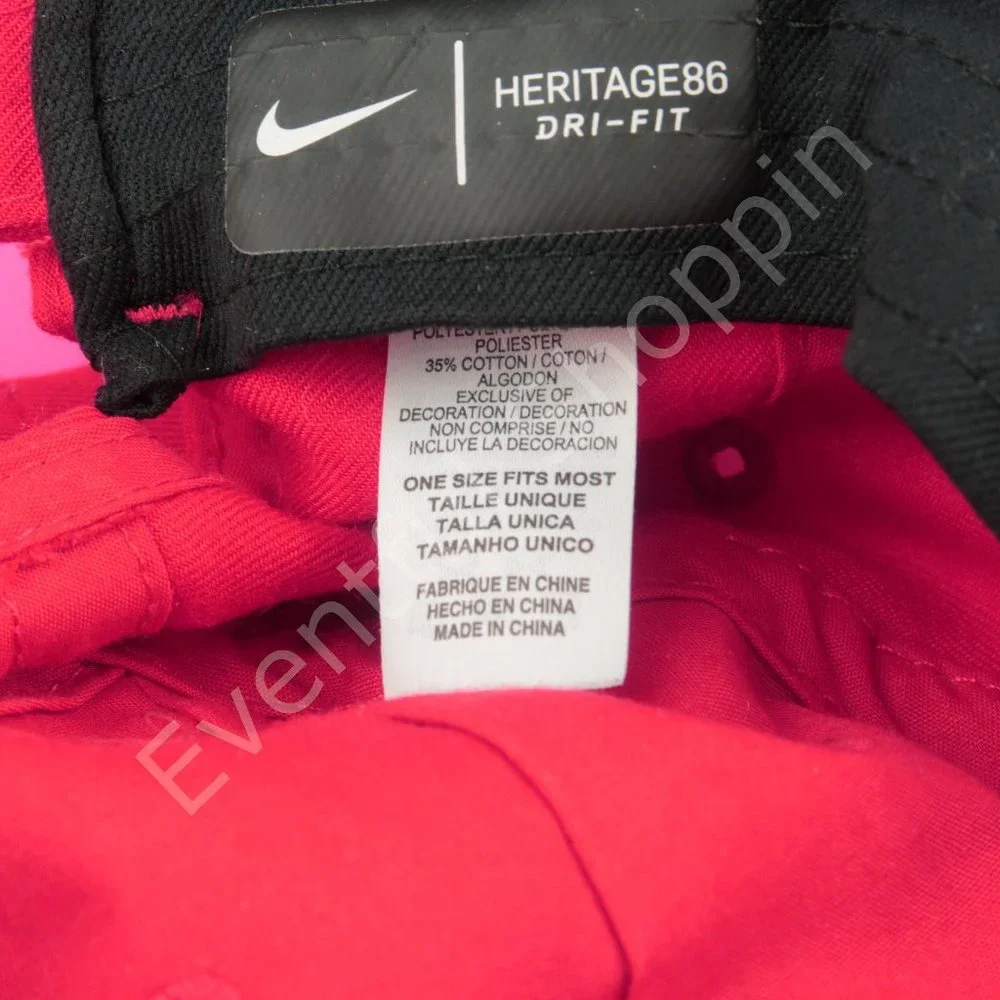 HERITAGE86
DRI-FIT
POLYESTER /
POLIESTER
35% COTTON / COTON /
ALGODON
EXCLUSIVE OF
DECORATION / DECORATION
NON COMPRISE / NO
INCLUYE LA DECORACION
ONE SIZE FITS MOST
TAILLE UNIQUE
TALLA UNICA
TAMANHO UNICO
FABRIQUE EN CHINE
HECHO EN CHINA
MADE IN CHINA